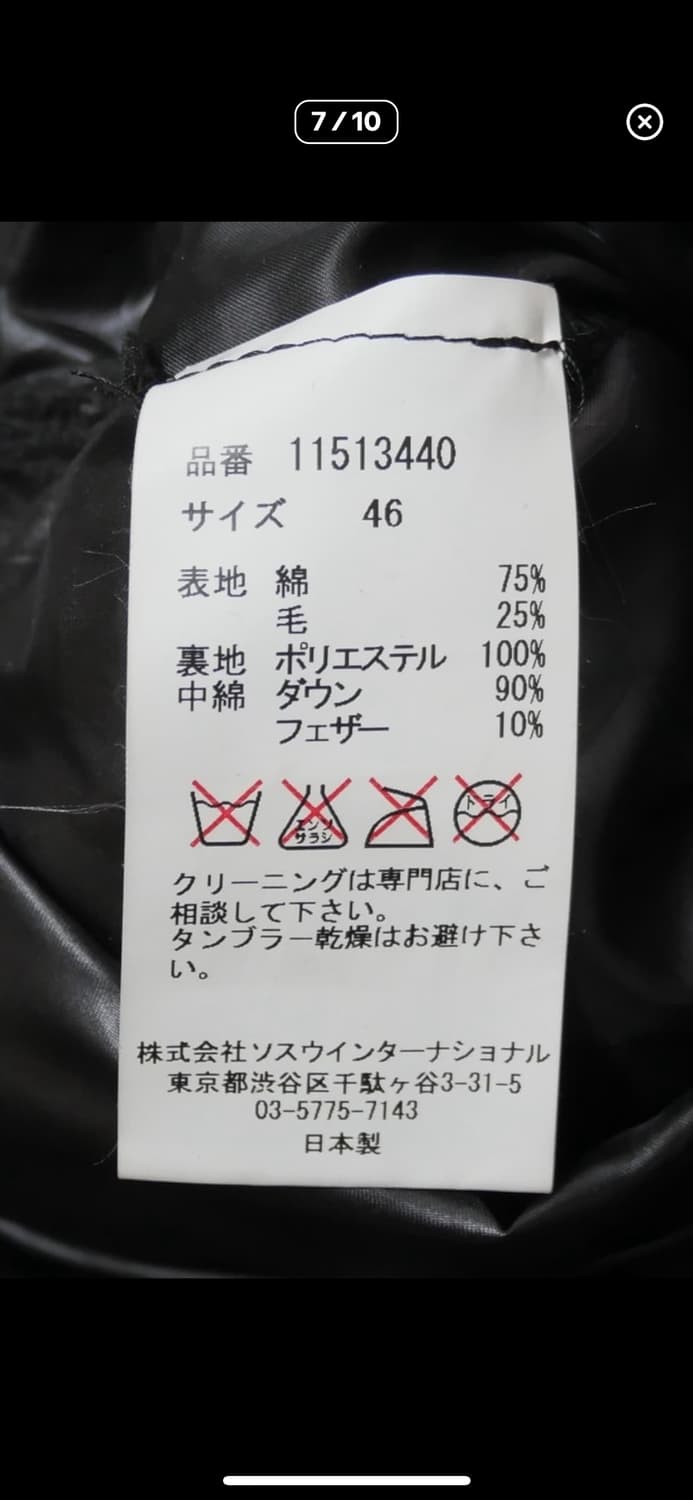 7/10
品番 11513440
サイズ 46
表地 綿 75%
毛 25%
裏地 ポリエステル 100%
中綿 ダウン 90%
フェザー 10%
エンソ
サラシ
ドライ
クリーニングは専門店に、ご
相談して下さい。
タンブラー乾燥はお避け下さ
い。
株式会社ソスウインターナショナル
東京都渋谷区千駄ヶ谷3-31-5
03-5775-7143
日本製